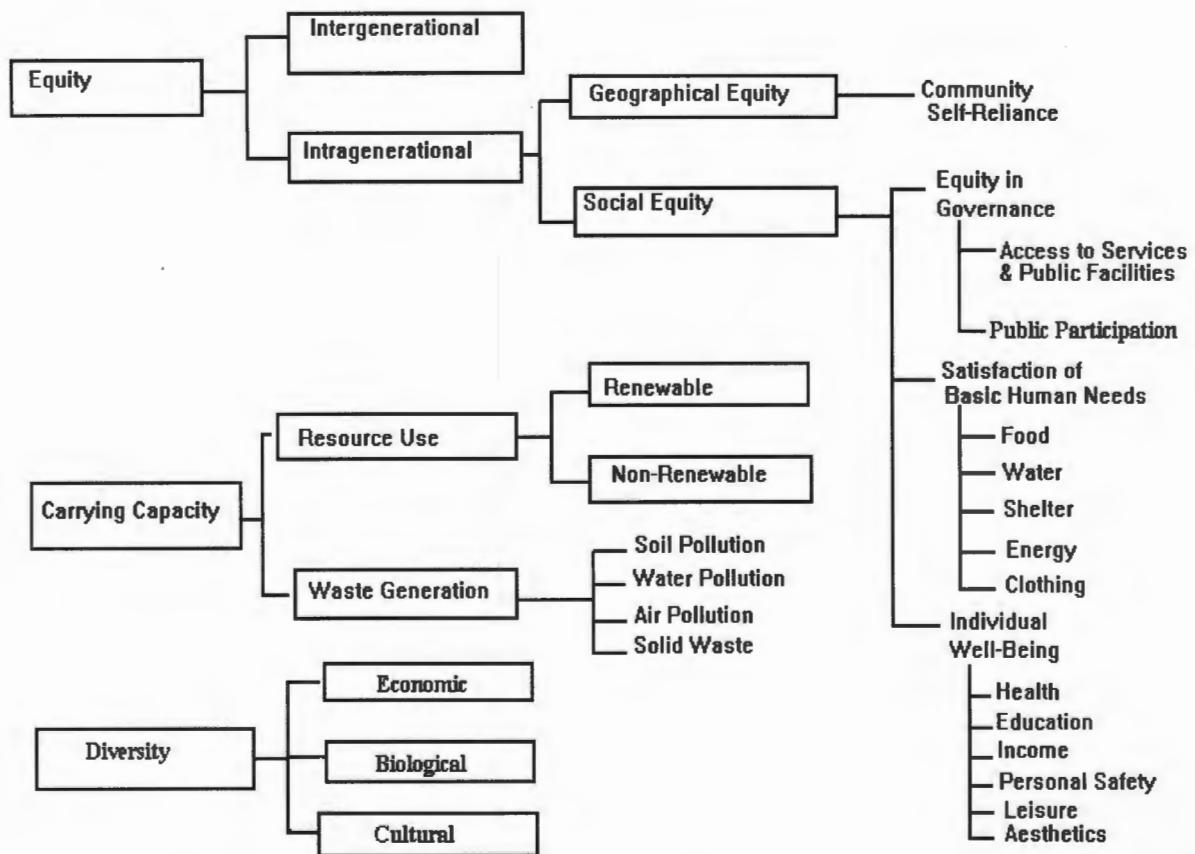 Equity
Intergenerational
Intragenerational
Geographical Equity
Community
Self-Reliance
Social Equity
Equity in
Governance
Access to Services
& Public Facilities
Public Participation
Satisfaction of
Basic Human Needs
Food
Water
Shelter
Energy
Clothing
Individual
Well-Being
Health
Education
Income
Personal Safety
Leisure
Aesthetics
Carrying Capacity
Resource Use
Renewable
Non-Renewable
Waste Generation
Soil Pollution
Water Pollution
Air Pollution
Solid Waste
Diversity
Economic
Biological
Cultural